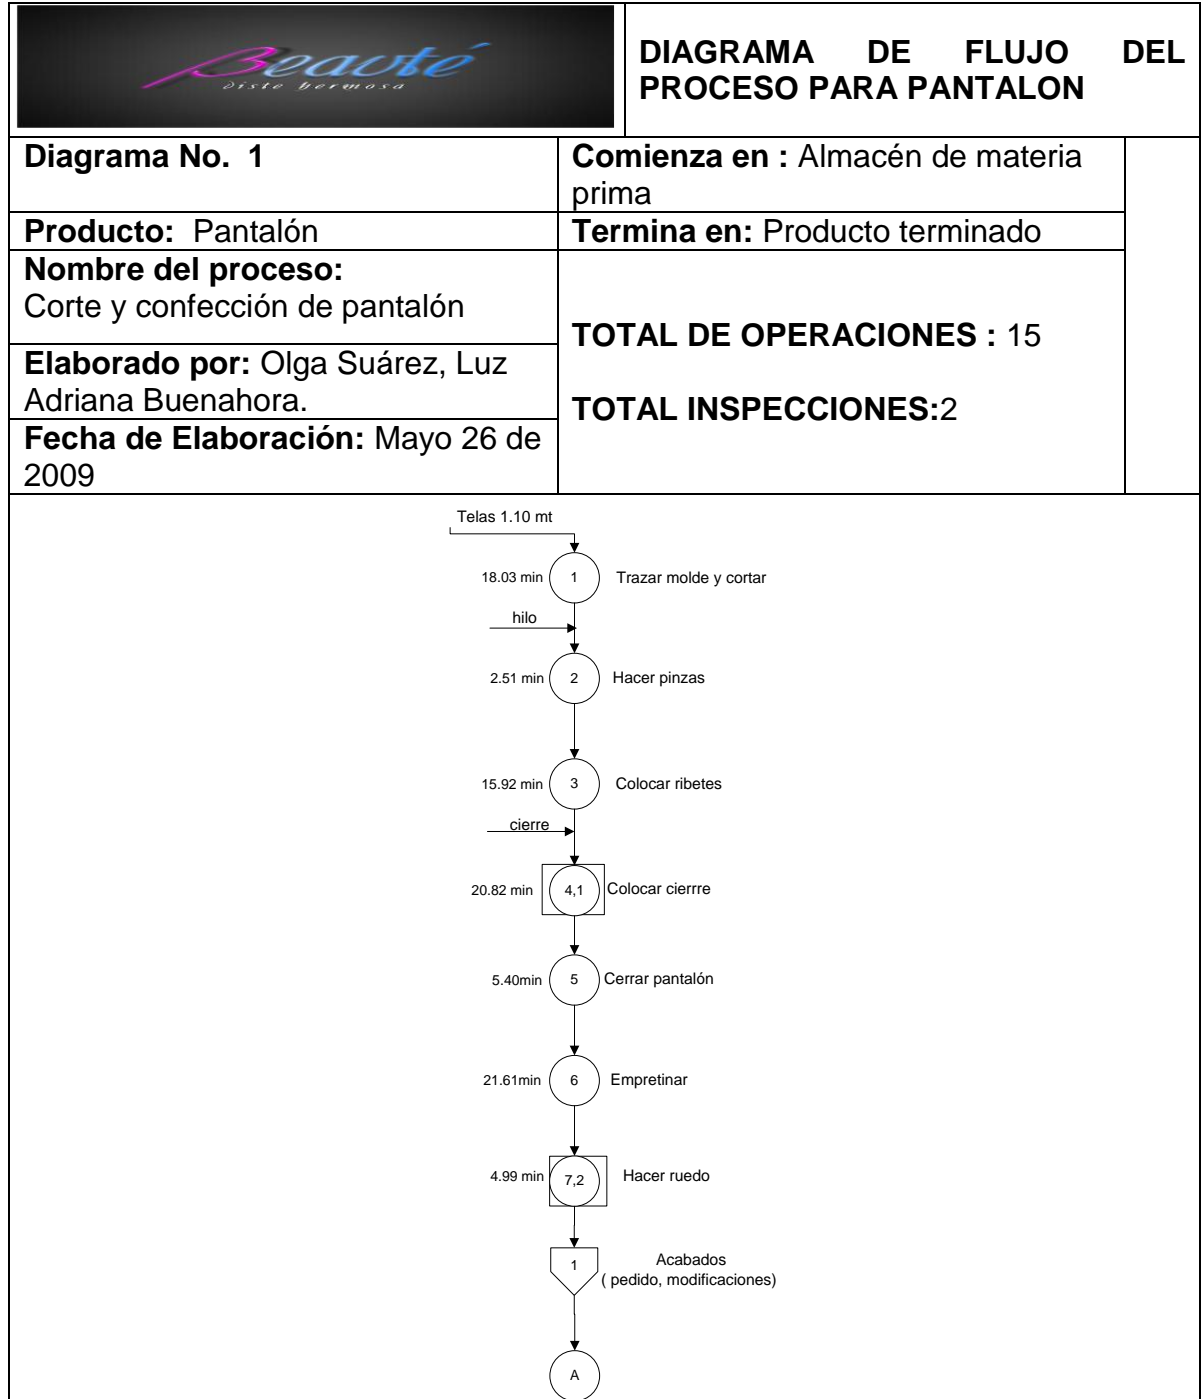 Beauté
Viste hermosa
DIAGRAMA DE FLUJO DEL
PROCESO PARA PANTALON
Diagrama No. 1
Comienza en : Almacén de materia
prima
Producto: Pantalón
Termina en: Producto terminado
Nombre del proceso:
Corte y confección de pantalón
TOTAL DE OPERACIONES : 15
Elaborado por: Olga Suárez, Luz
Adriana Buenahora.
TOTAL INSPECCIONES:2
Fecha de Elaboración: Mayo 26 de
2009
Telas 1.10 mt
18.03 min 1 Trazar molde y cortar
hilo
2.51 min 2 Hacer pinzas
15.92 min 3 Colocar ribetes
cierre
20.82 min 4,1 Colocar cierrre
5.40min 5 Cerrar pantalón
21.61min 6 Empretinar
4.99 min 7,2 Hacer ruedo
1 Acabados
( pedido, modificaciones)
A